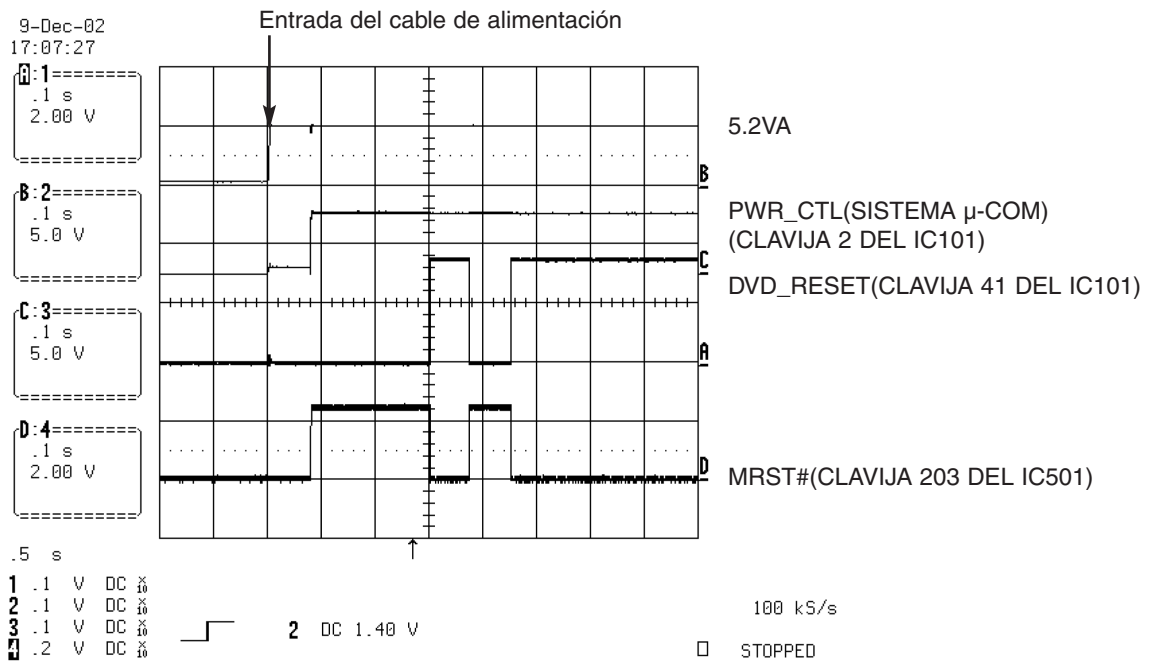 Entrada del cable de alimentación
9-Dec-02
17:07:27
A:1
.1 s
2.00 V
B:2
.1 s
5.0 V
C:3
.1 s
5.0 V
D:4
.1 s
2.00 V
B
C
A
D
5.2VA
PWR_CTL(SISTEMA μ-COM)
(CLAVIJA 2 DEL IC101)
DVD_RESET(CLAVIJA 41 DEL IC101)
MRST#(CLAVIJA 203 DEL IC501)
↑
.5 s
1 .1 V DC X10
2 .1 V DC X10
3 .1 V DC X10
4 .2 V DC X10
2 DC 1.40 V
100 kS/s
STOPPED